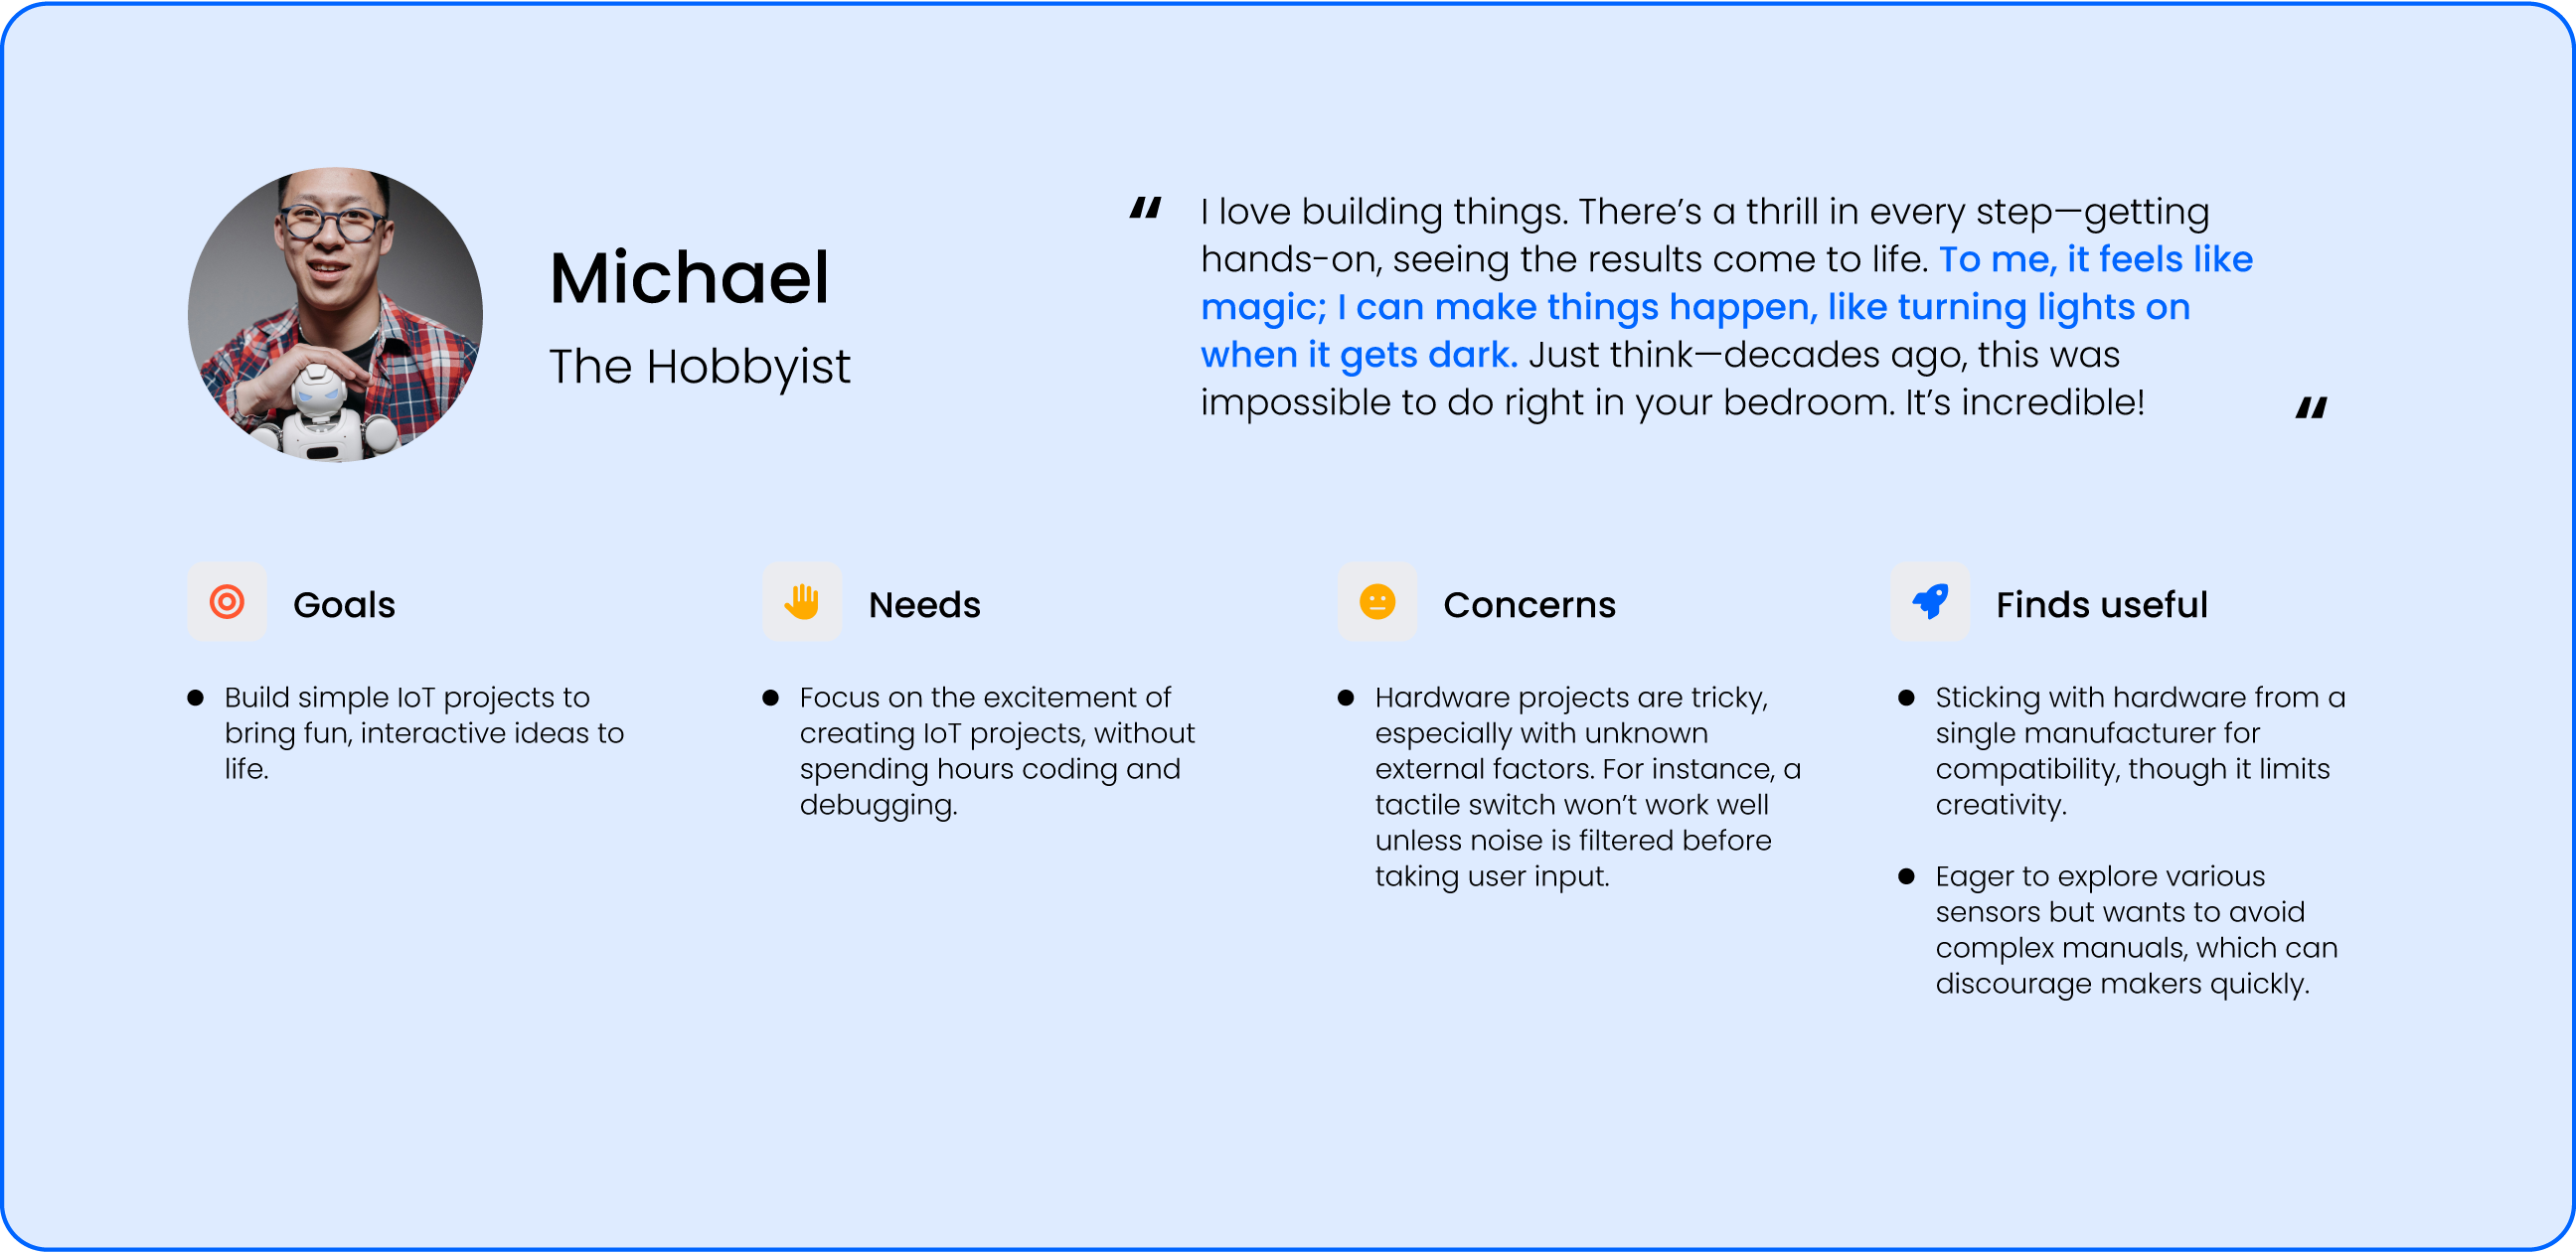 “
I love building things. There’s a thrill in every step—getting
hands-on, seeing the results come to life. To me, it feels like
magic; I can make things happen, like turning lights on
when it gets dark. Just think—decades ago, this was
impossible to do right in your bedroom. It’s incredible!
“
Michael
The Hobbyist
Goals
Build simple IoT projects to
bring fun, interactive ideas to
life.
Needs
Focus on the excitement of
creating IoT projects, without
spending hours coding and
debugging.
Concerns
Hardware projects are tricky,
especially with unknown
external factors. For instance, a
tactile switch won’t work well
unless noise is filtered before
taking user input.
Finds useful
Sticking with hardware from a
single manufacturer for
compatibility, though it limits
creativity.
Eager to explore various
sensors but wants to avoid
complex manuals, which can
discourage makers quickly.